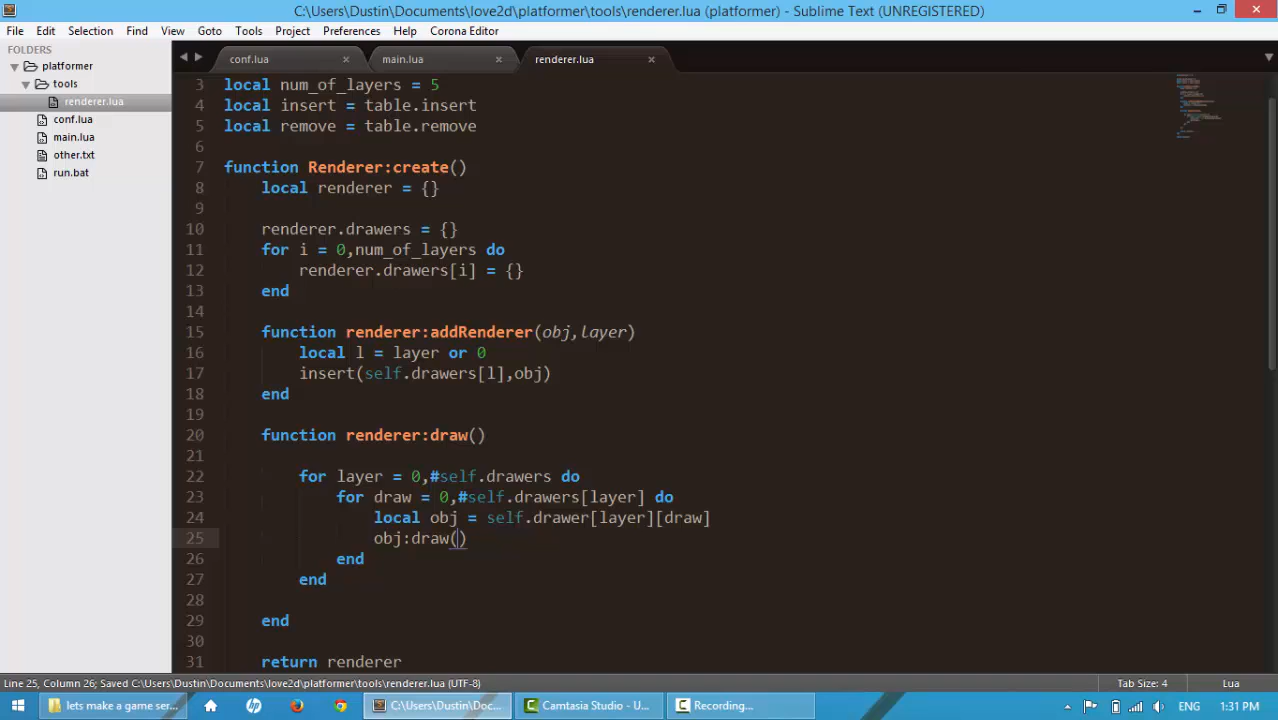 C:\Users\Dustin\Documents\love2d\platformer\tools\renderer.lua (platformer) - Sublime Text (UNREGISTERED)
File Edit Selection Find View Goto Tools Project Preferences Help Corona Editor
FOLDERS
platformer
tools
renderer.lua
conf.lua
main.lua
other.txt
run.bat
conf.lua main.lua renderer.lua
3 local num_of_layers = 5
4 local insert = table.insert
5 local remove = table.remove
6
7 function Renderer:create()
8 local renderer = {}
9
10 renderer.drawers = {}
11 for i = 0,num_of_layers do
12 renderer.drawers[i] = {}
13 end
14
15 function renderer:addRenderer(obj,layer)
16 local l = layer or 0
17 insert(self.drawers[l],obj)
18 end
19
20 function renderer:draw()
21
22 for layer = 0,#self.drawers do
23 for draw = 0,#self.drawers[layer] do
24 local obj = self.drawer[layer][draw]
25 obj:draw()
26 end
27 end
28
29 end
30
31 return renderer
Line 25, Column 26; Saved C:\Users\Dustin\Documents\love2d\platformer\tools\renderer.lua (UTF-8) Tab Size: 4 Lua
lets make a game ser... C:\Users\Dustin\Doc... Camtasia Studio - U... Recording... ENG 1:31 PM